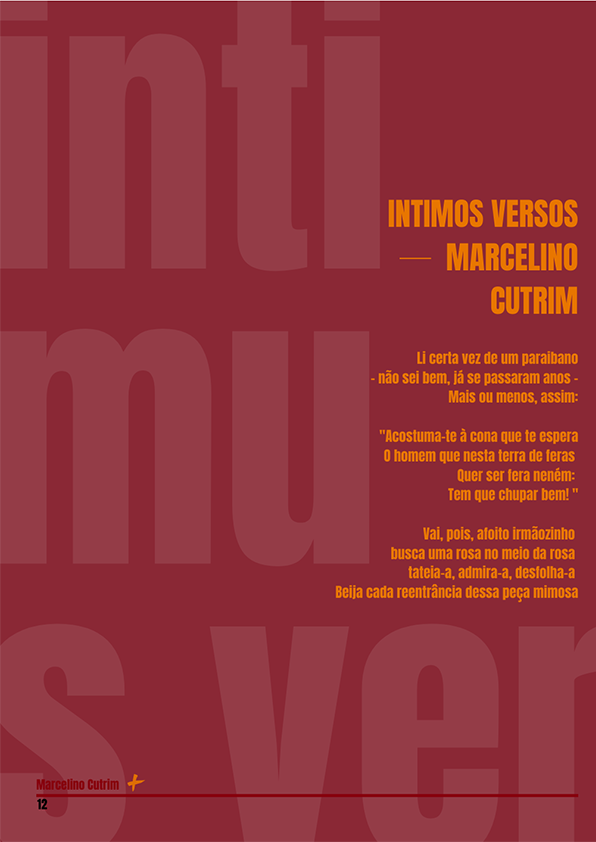 inti
mu
s ver
INTIMOS VERSOS
— MARCELINO
CUTRIM
Li certa vez de um paraibano
- não sei bem, já se passaram anos -
Mais ou menos, assim:
"Acostuma-te à cona que te espera
O homem que nesta terra de feras
Quer ser fera neném:
Tem que chupar bem! "
Vai, pois, afoito irmãozinho
busca uma rosa no meio da rosa
tateia-a, admira-a, desfolha-a
Beija cada reentrância dessa peça mimosa
Marcelino Cutrim
12